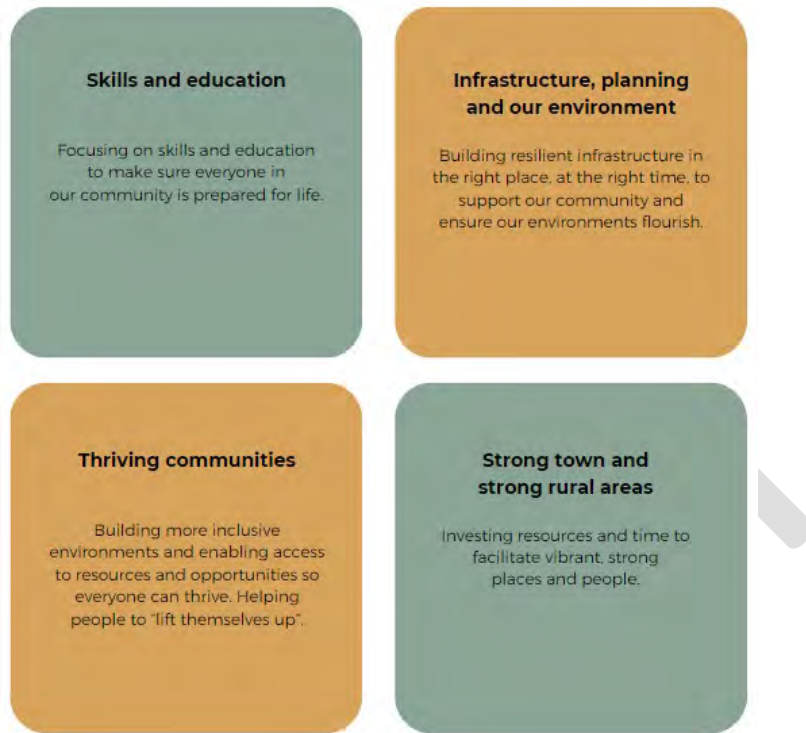 Skills and education
Focusing on skills and education
to make sure everyone in
our community is prepared for life.
Infrastructure, planning
and our environment
Building resilient infrastructure in
the right place, at the right time, to
support our community and
ensure our environments flourish.
Thriving communities
Building more inclusive
environments and enabling access
to resources and opportunities so
everyone can thrive. Helping
people to "lift themselves up".
Strong town and
strong rural areas
Investing resources and time to
facilitate vibrant, strong
places and people.